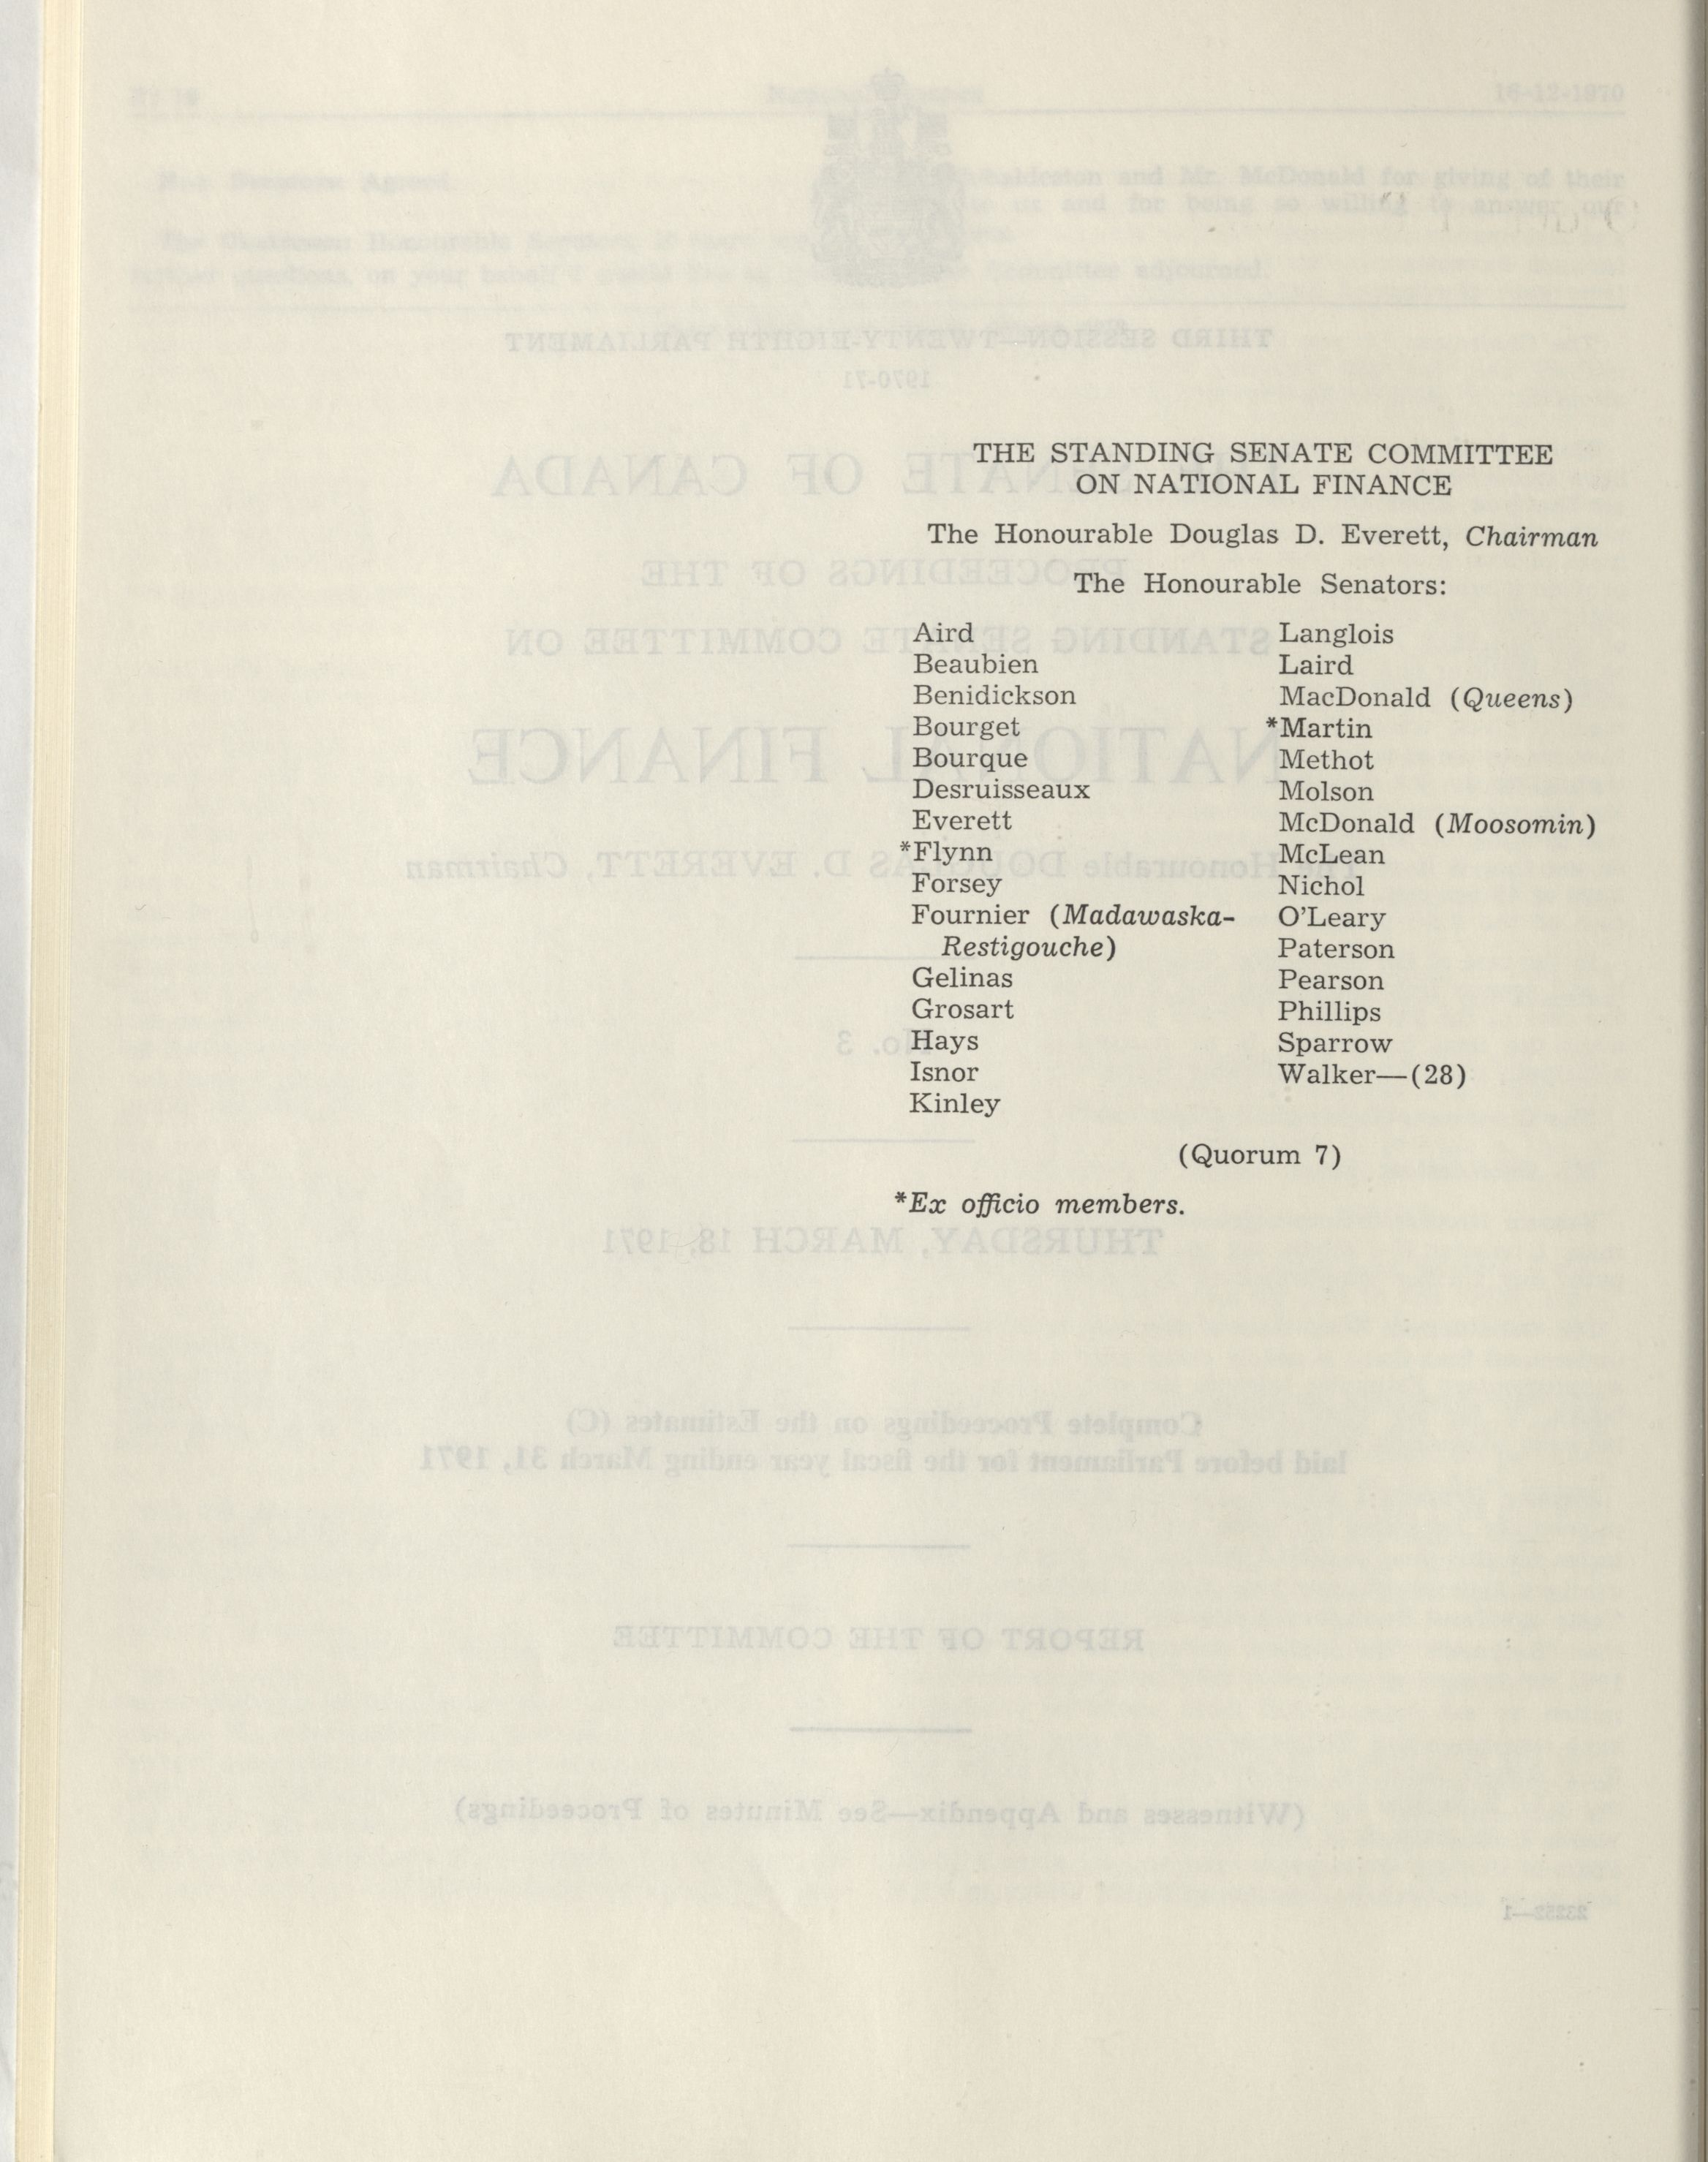 THE STANDING SENATE COMMITTEE
ON NATIONAL FINANCE
The Honourable Douglas D. Everett, Chairman
The Honourable Senators:
Aird
Beaubien
Benidickson
Bourget
Bourque
Desruisseaux
Everett
*Flynn
Forsey
Fournier (Madawaska-
Restigouche)
Gelinas
Grosart
Hays
Isnor
Kinley
Langlois
Laird
MacDonald (Queens)
*Martin
Methot
Molson
McDonald (Moosomin)
McLean
Nichol
O'Leary
Paterson
Pearson
Phillips
Sparrow
Walker—(28)
(Quorum 7)
*Ex officio members.